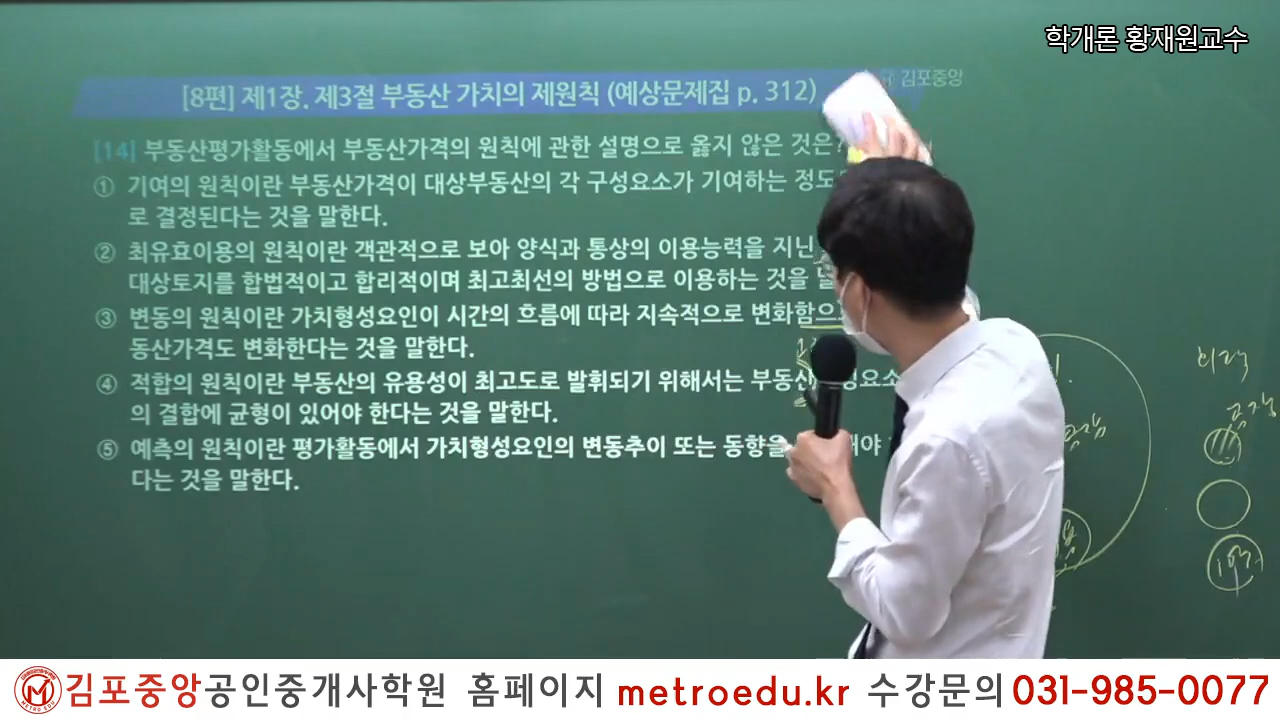 학개론 황재원교수
김포중앙
[8편] 제1장. 제3절 부동산 가치의 제원칙 (예상문제집 p. 312)
[14] 부동산평가활동에서 부동산가격의 원칙에 관한 설명으로 옳지 않은 것은?
① 기여의 원칙이란 부동산가격이 대상부동산의 각 구성요소가 기여하는 정도
로 결정된다는 것을 말한다.
② 최유효이용의 원칙이란 객관적으로 보아 양식과 통상의 이용능력을 지닌
대상토지를 합법적이고 합리적이며 최고최선의 방법으로 이용하는 것을
③ 변동의 원칙이란 가치형성요인이 시간의 흐름에 따라 지속적으로 변화함으
동산가격도 변화한다는 것을 말한다.
④ 적합의 원칙이란 부동산의 유용성이 최고도로 발휘되기 위해서는 부동산
의 결합에 균형이 있어야 한다는 것을 말한다.
⑤ 예측의 원칙이란 평가활동에서 가치형성요인의 변동추이 또는 동향을
다는 것을 말한다.
공장
METRO EDU
김포중앙공인중개사학원 홈페이지 metroedu.kr 수강문의 031-985-0077